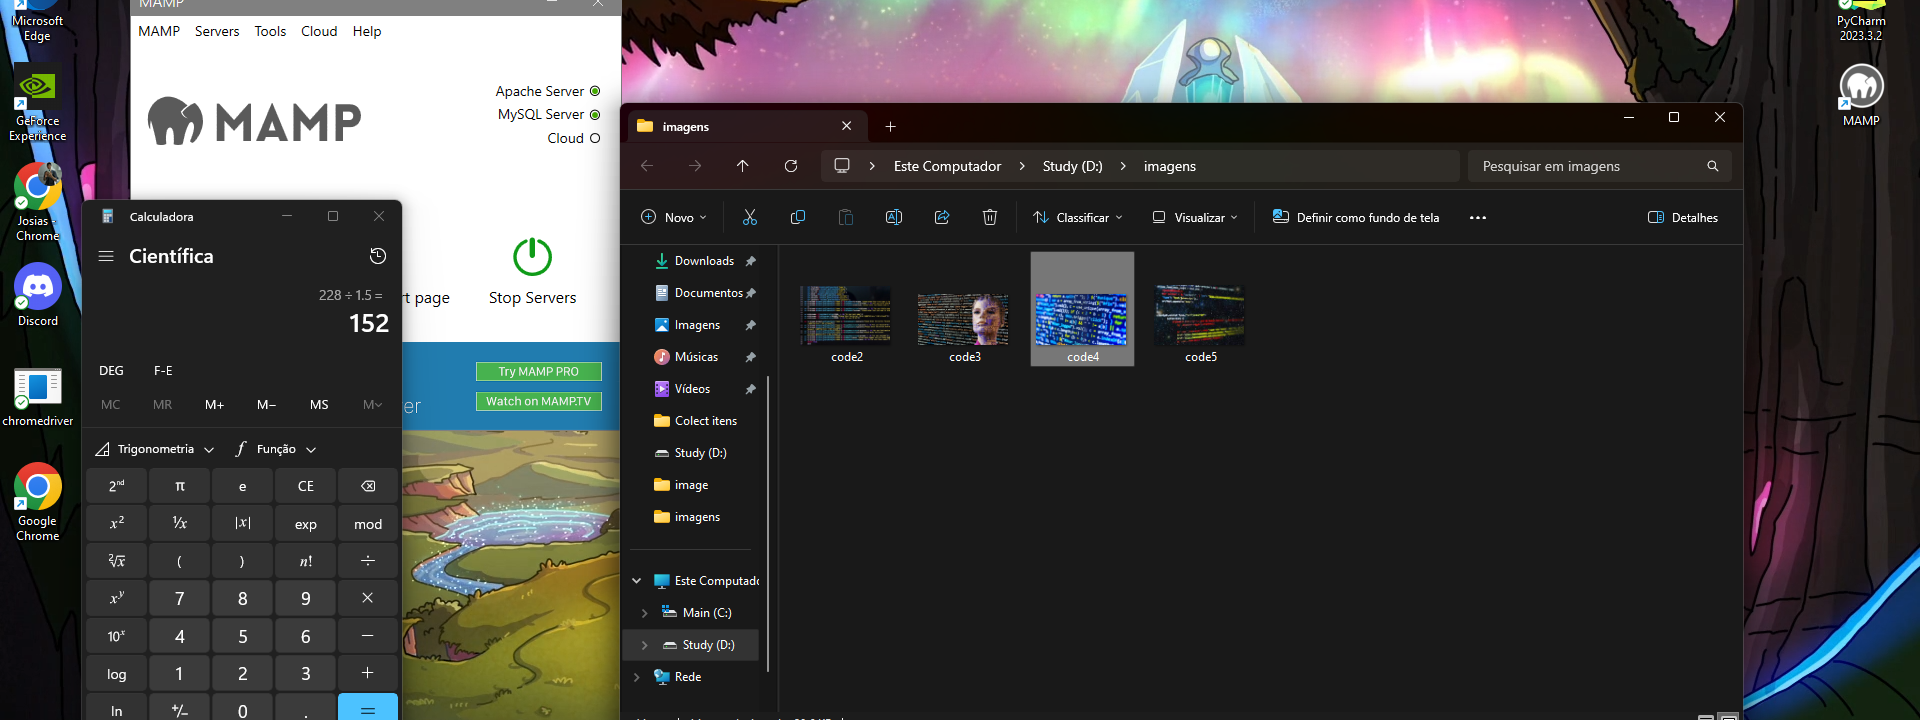 Microsoft
Edge
GeForce
Experience
Josias -
Chrome
Discord
chromedriver
Google
Chrome
MAMP
MAMP Servers Tools Cloud Help
MAMP
Apache Server
MySQL Server
Cloud
rt page
Stop Servers
Try MAMP PRO
Watch on MAMP.TV
er
Calculadora
Científica
228 ÷ 1.5 =
152
DEG F-E
MC MR M+ M− MS M
Trigonometria Função
2nd π e CE
x² ¹/x |x| exp mod
²√x ( ) n! ÷
xʸ 7 8 9 ×
10ˣ 4 5 6 −
log 1 2 3 +
ln +/− 0 . =
imagens
Este Computador > Study (D:) > imagens
Pesquisar em imagens
Novo
Classificar
Visualizar
Definir como fundo de tela
Detalhes
Downloads
Documentos
Imagens
Músicas
Vídeos
Colect itens
Study (D:)
image
imagens
Este Computado
Main (C:)
Study (D:)
Rede
code2
code3
code4
code5
PyCharm
2023.3.2
MAMP